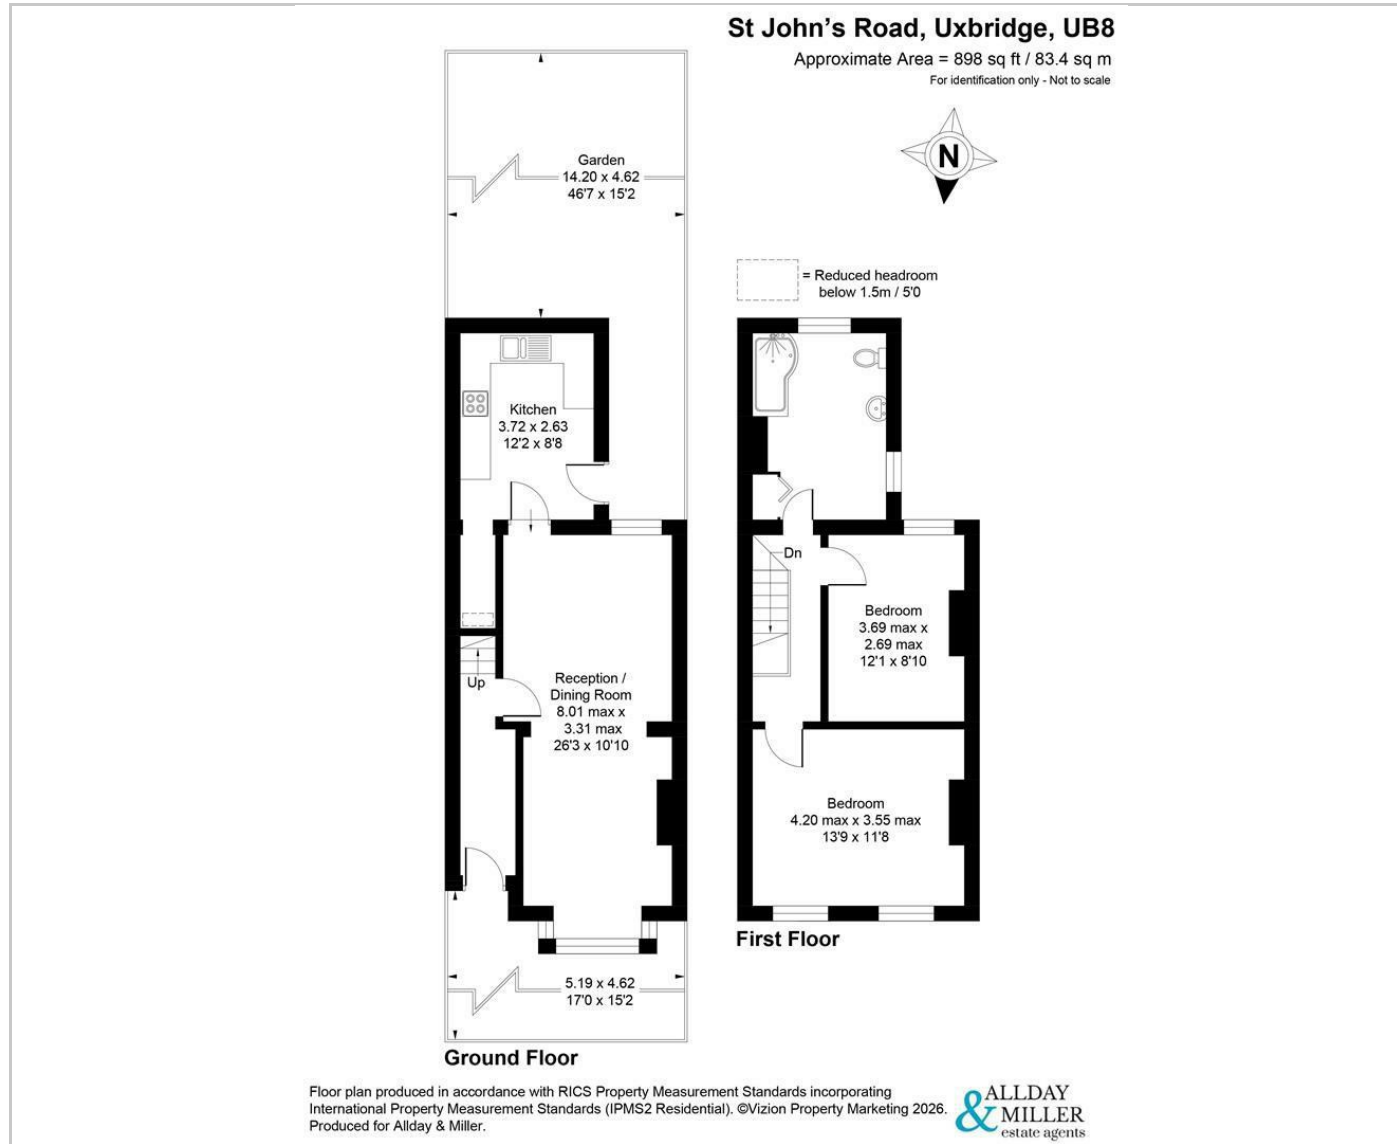 St John's Road, Uxbridge, UB8
Approximate Area = 898 sq ft / 83.4 sq m
For identification only - Not to scale
N
Garden
14.20 x 4.62
46'7 x 15'2
= Reduced headroom
below 1.5m / 5'0
Kitchen
3.72 x 2.63
12'2 x 8'8
Dn
Bedroom
3.69 max x
2.69 max
12'1 x 8'10
Up
Reception /
Dining Room
8.01 max x
3.31 max
26'3 x 10'10
Bedroom
4.20 max x 3.55 max
13'9 x 11'8
First Floor
5.19 x 4.62
17'0 x 15'2
Ground Floor
Floor plan produced in accordance with RICS Property Measurement Standards incorporating
International Property Measurement Standards (IPMS2 Residential). ©Vizion Property Marketing 2026.
Produced for Allday & Miller.
ALLDAY
& MILLER
estate agents